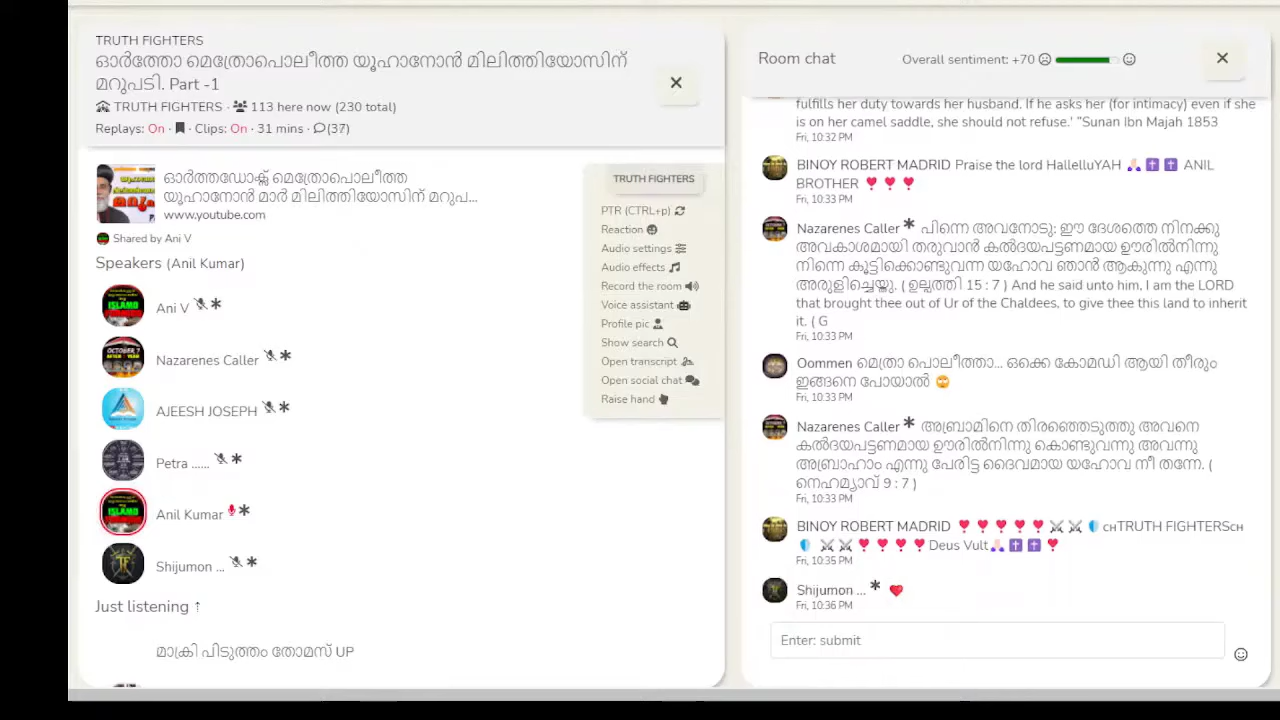 TRUTH FIGHTERS
ഓർത്തോ മെത്രോപൊലീത്ത യൂഹാനോൻ മിലിത്തിയോസിന്
മറുപടി. Part -1
TRUTH FIGHTERS · 113 here now (230 total)
Replays: On · Clips: On · 31 mins · (37)
ഓർത്തഡോക്സ് മെത്രോപൊലീത്ത
യൂഹാനോൻ മാർ മിലിത്തിയോസിന് മറുപ...
www.youtube.com
Shared by Ani V
Speakers (Anil Kumar)
Ani V
Nazarenes Caller
AJEESH JOSEPH
Petra ......
Anil Kumar
Shijumon ...
Just listening ↑
മാക്രി പിടുത്തം തോമസ് UP
TRUTH FIGHTERS
PTR (CTRL+p)
Reaction
Audio settings
Audio effects
Record the room
Voice assistant
Profile pic
Show search
Open transcript
Open social chat
Raise hand
Room chat
Overall sentiment: +70
fulfills her duty towards her husband. If he asks her (for intimacy) even if she
is on her camel saddle, she should not refuse.' "Sunan Ibn Majah 1853
Fri, 10:32 PM
BINOY ROBERT MADRID Praise the lord HallelluYAH 🙏🏻✝️✝️ ANIL
BROTHER ❣️❣️❣️
Fri, 10:33 PM
Nazarenes Caller * പിന്നെ അവനോടു: ഈ ദേശത്തെ നിനക്കു
അവകാശമായി തരുവാൻ കൽദയപട്ടണമായ ഊരിൽനിന്നു
നിന്നെ കൂട്ടിക്കൊണ്ടുവന്ന യഹോവ ഞാൻ ആകുന്നു എന്നു
അരുളിച്ചെയ്തു. ( ഉല്പത്തി 15 : 7 ) And he said unto him, I am the LORD
that brought thee out of Ur of the Chaldees, to give thee this land to inherit
it. ( G
Fri, 10:33 PM
Oommen മെത്രാ പൊലീത്താ... ഒക്കെ കോമഡി ആയി തീരും
ഇങ്ങനെ പോയാൽ 🙄
Fri, 10:33 PM
Nazarenes Caller * അബ്രാമിനെ തിരഞ്ഞെടുത്തു അവനെ
കൽദയപട്ടണമായ ഊരിൽനിന്നു കൊണ്ടുവന്നു അവന്നു
അബ്രാഹാം എന്നു പേരിട്ട ദൈവമായ യഹോവ നീ തന്നേ. (
നെഹമ്യാവ് 9 : 7 )
Fri, 10:33 PM
BINOY ROBERT MADRID ❣️❣️❣️❣️❣️⚔️⚔️🛡️ᴄʜTRUTH FIGHTERSᴄʜ
🛡️⚔️⚔️❣️❣️❣️❣️Deus Vult🙏🏻✝️✝️❣️
Fri, 10:35 PM
Shijumon ... * ❤️
Fri, 10:36 PM
Enter: submit